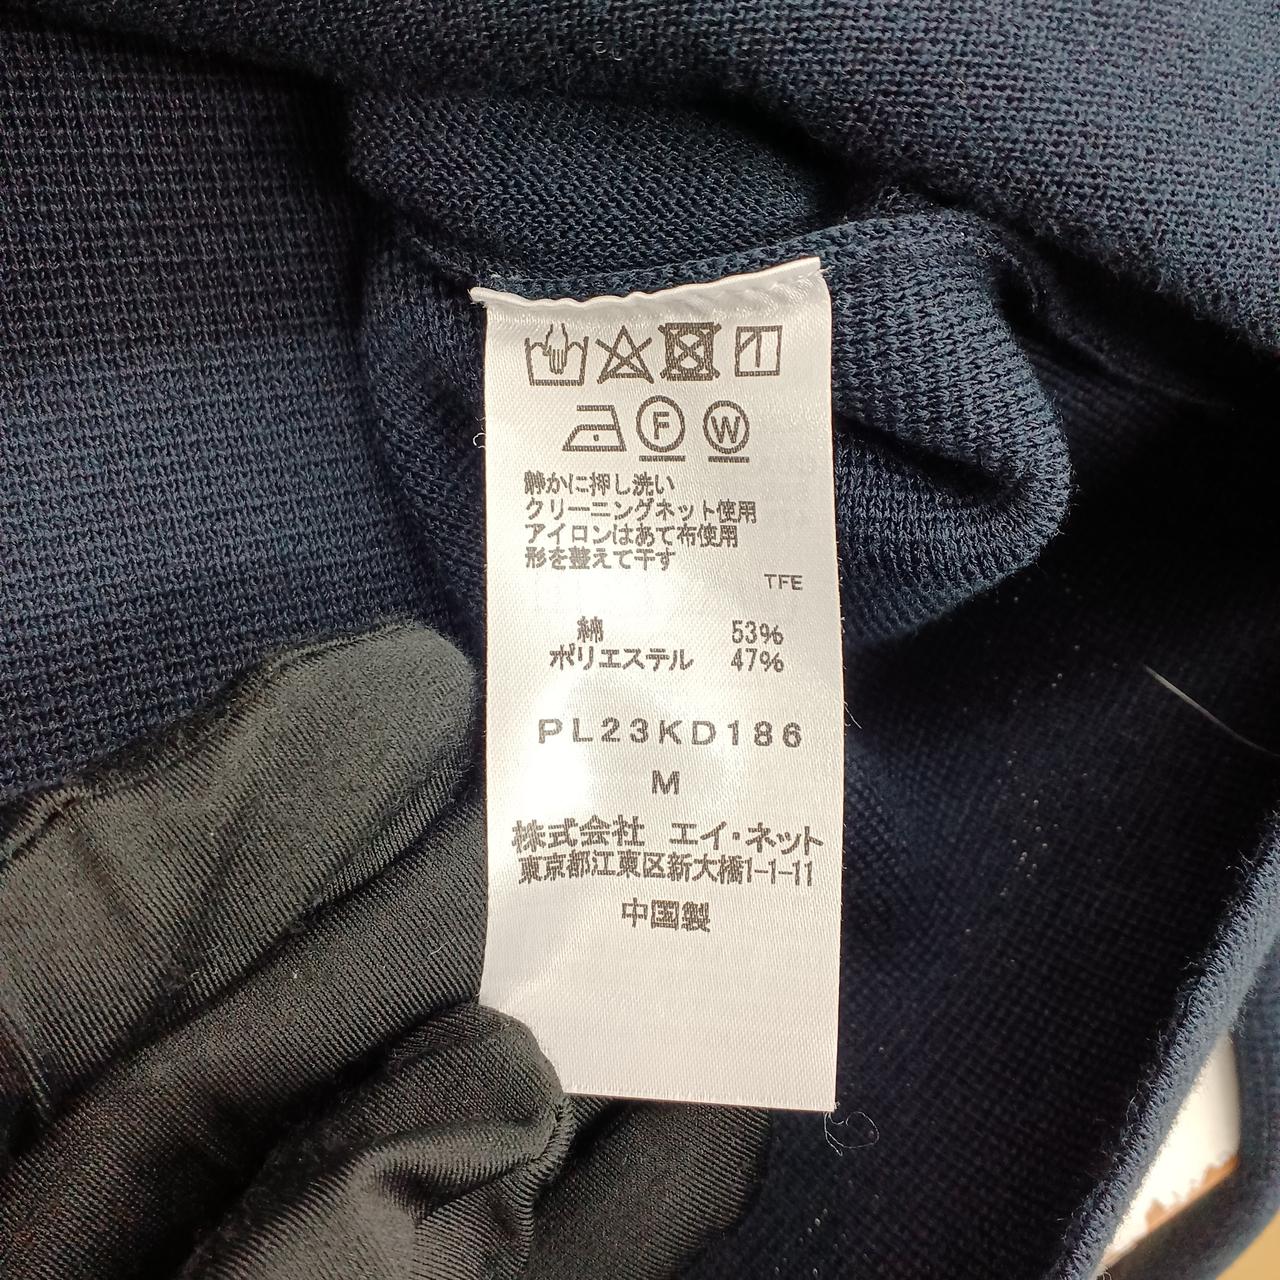 F W
静かに押し洗い
クリーニングネット使用
アイロンはあて布使用
形を整えて干す
TFE
綿 53%
ポリエステル 47%
PL23KD186
M
株式会社 エイ・ネット
東京都江東区新大橋1-1-11
中国製